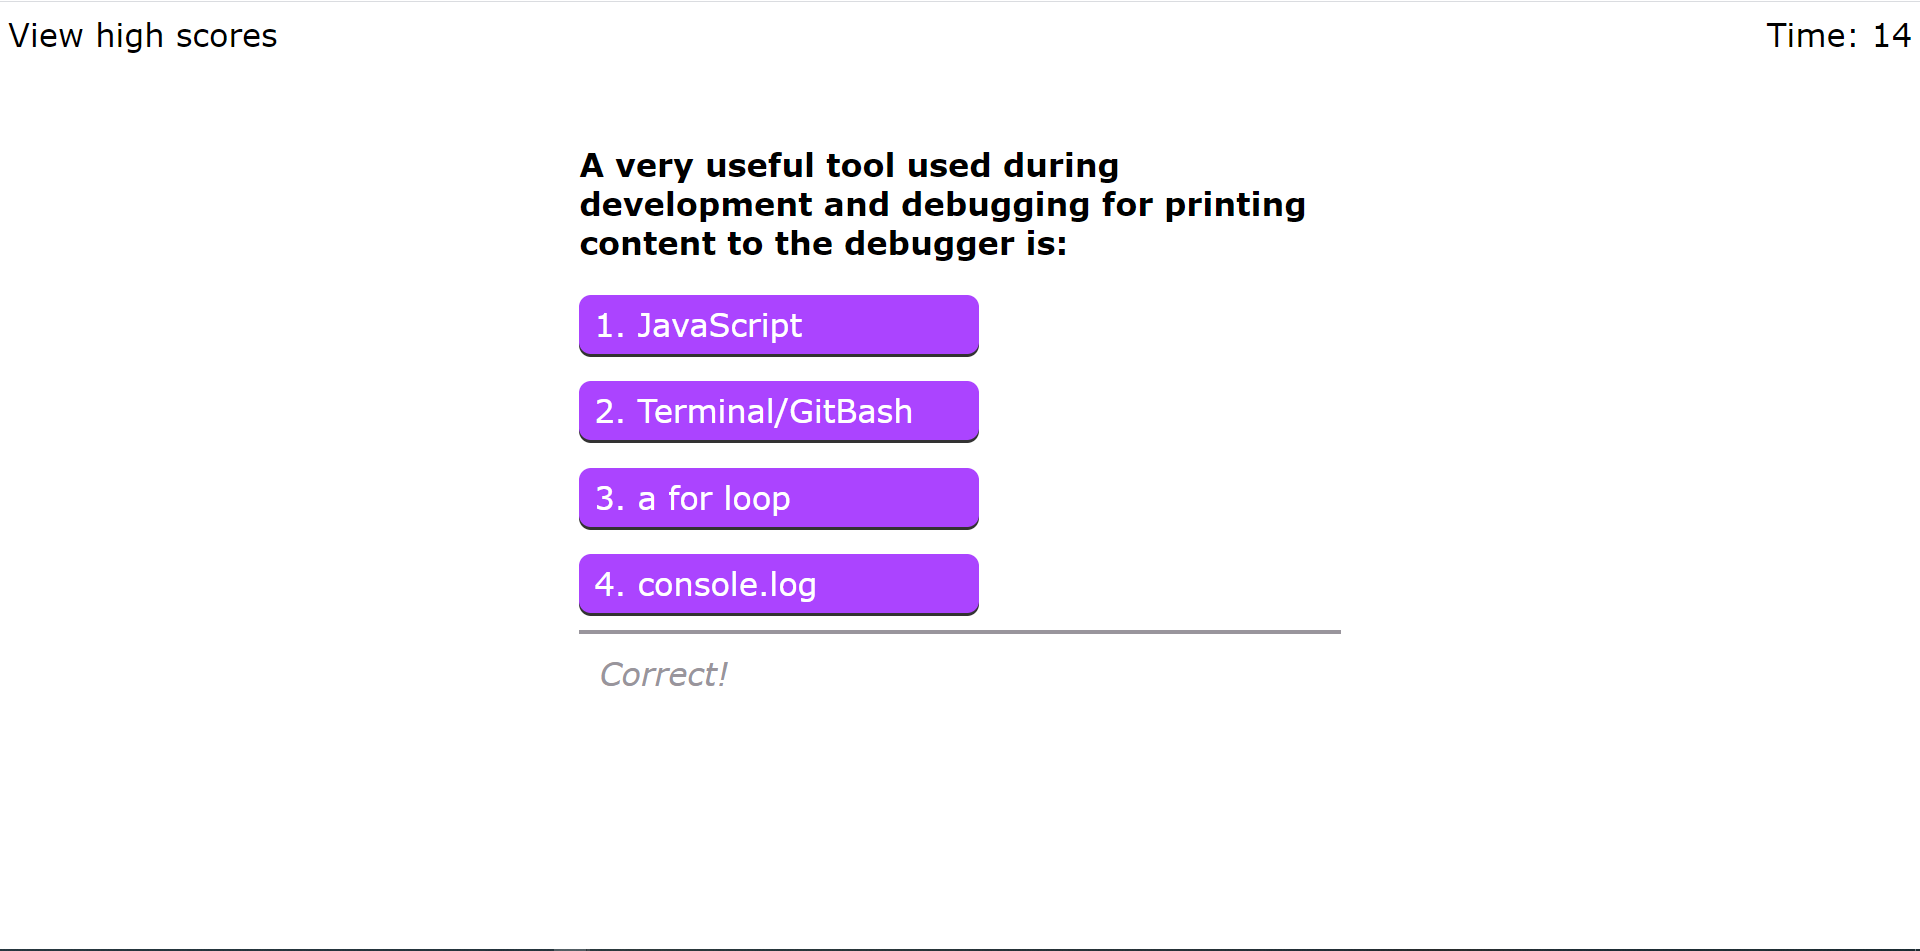 View high scores
Time: 14
A very useful tool used during
development and debugging for printing
content to the debugger is:
1. JavaScript
2. Terminal/GitBash
3. a for loop
4. console.log
Correct!